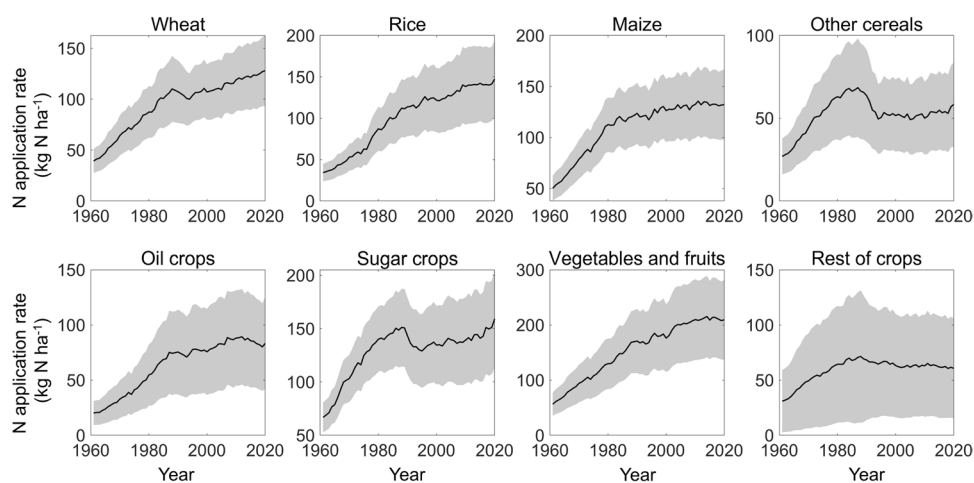 Wheat Rice Maize Other cereals
N application rate
(kg N ha⁻¹)
150 200 200 100
100 150 150
50 100 100 50
0 50 50 0
0
1960 1980 2000 2020 1960 1980 2000 2020 1960 1980 2000 2020 1960 1980 2000 2020
Oil crops Sugar crops Vegetables and fruits Rest of crops
N application rate
(kg N ha⁻¹)
150 200 300 150
100 150 200 100
50 100 100 50
0 50 0 0
1960 1980 2000 2020 1960 1980 2000 2020 1960 1980 2000 2020 1960 1980 2000 2020
Year Year Year Year